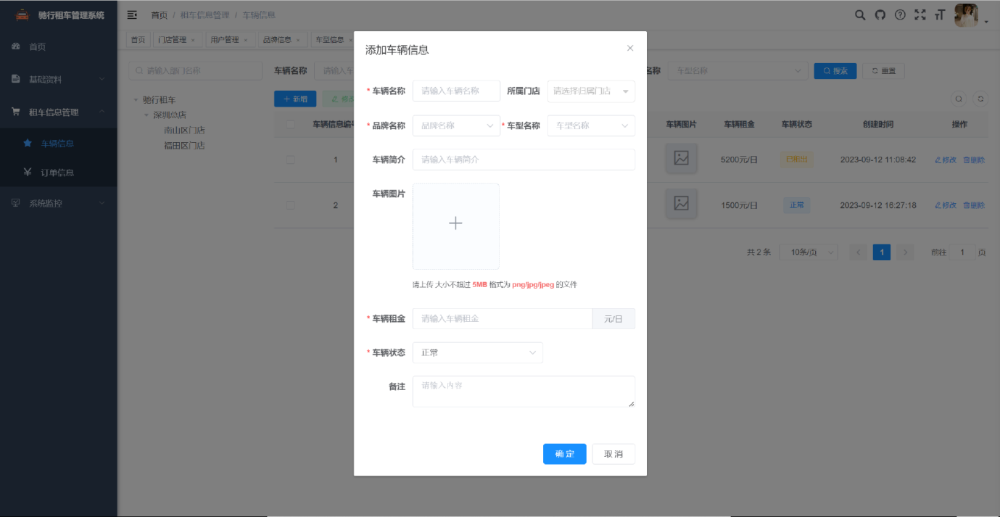 驰行租车管理系统
首页 / 租车信息管理 / 车辆信息
首页 门店管理 × 用户管理 × 品牌信息 × 车型信息 ×
首页
基础资料
租车信息管理
车辆信息
订单信息
系统监控
请输入部门名称
驰行租车
深圳总店
南山区门店
福田区门店
车辆名称 请输入车
名称 车型名称 搜索 重置
+ 新增 修改
车辆信息编号 车辆图片 车辆租金 车辆状态 创建时间 操作
1 5200元/日 已租出 2023-09-12 11:08:42 修改 删除
2 1500元/日 正常 2023-09-12 16:27:18 修改 删除
共 2 条 10条/页 < 1 > 前往 1 页
添加车辆信息 ×
* 车辆名称 请输入车辆名称 所属门店 请选择归属门店
* 品牌名称 品牌名称 * 车型名称 车型名称
车辆简介 请输入车辆简介
车辆图片
请上传 大小不超过 5MB 格式为 png/jpg/jpeg 的文件
* 车辆租金 请输入车辆租金 元/日
* 车辆状态 正常
备注 请输入内容
确 定 取 消